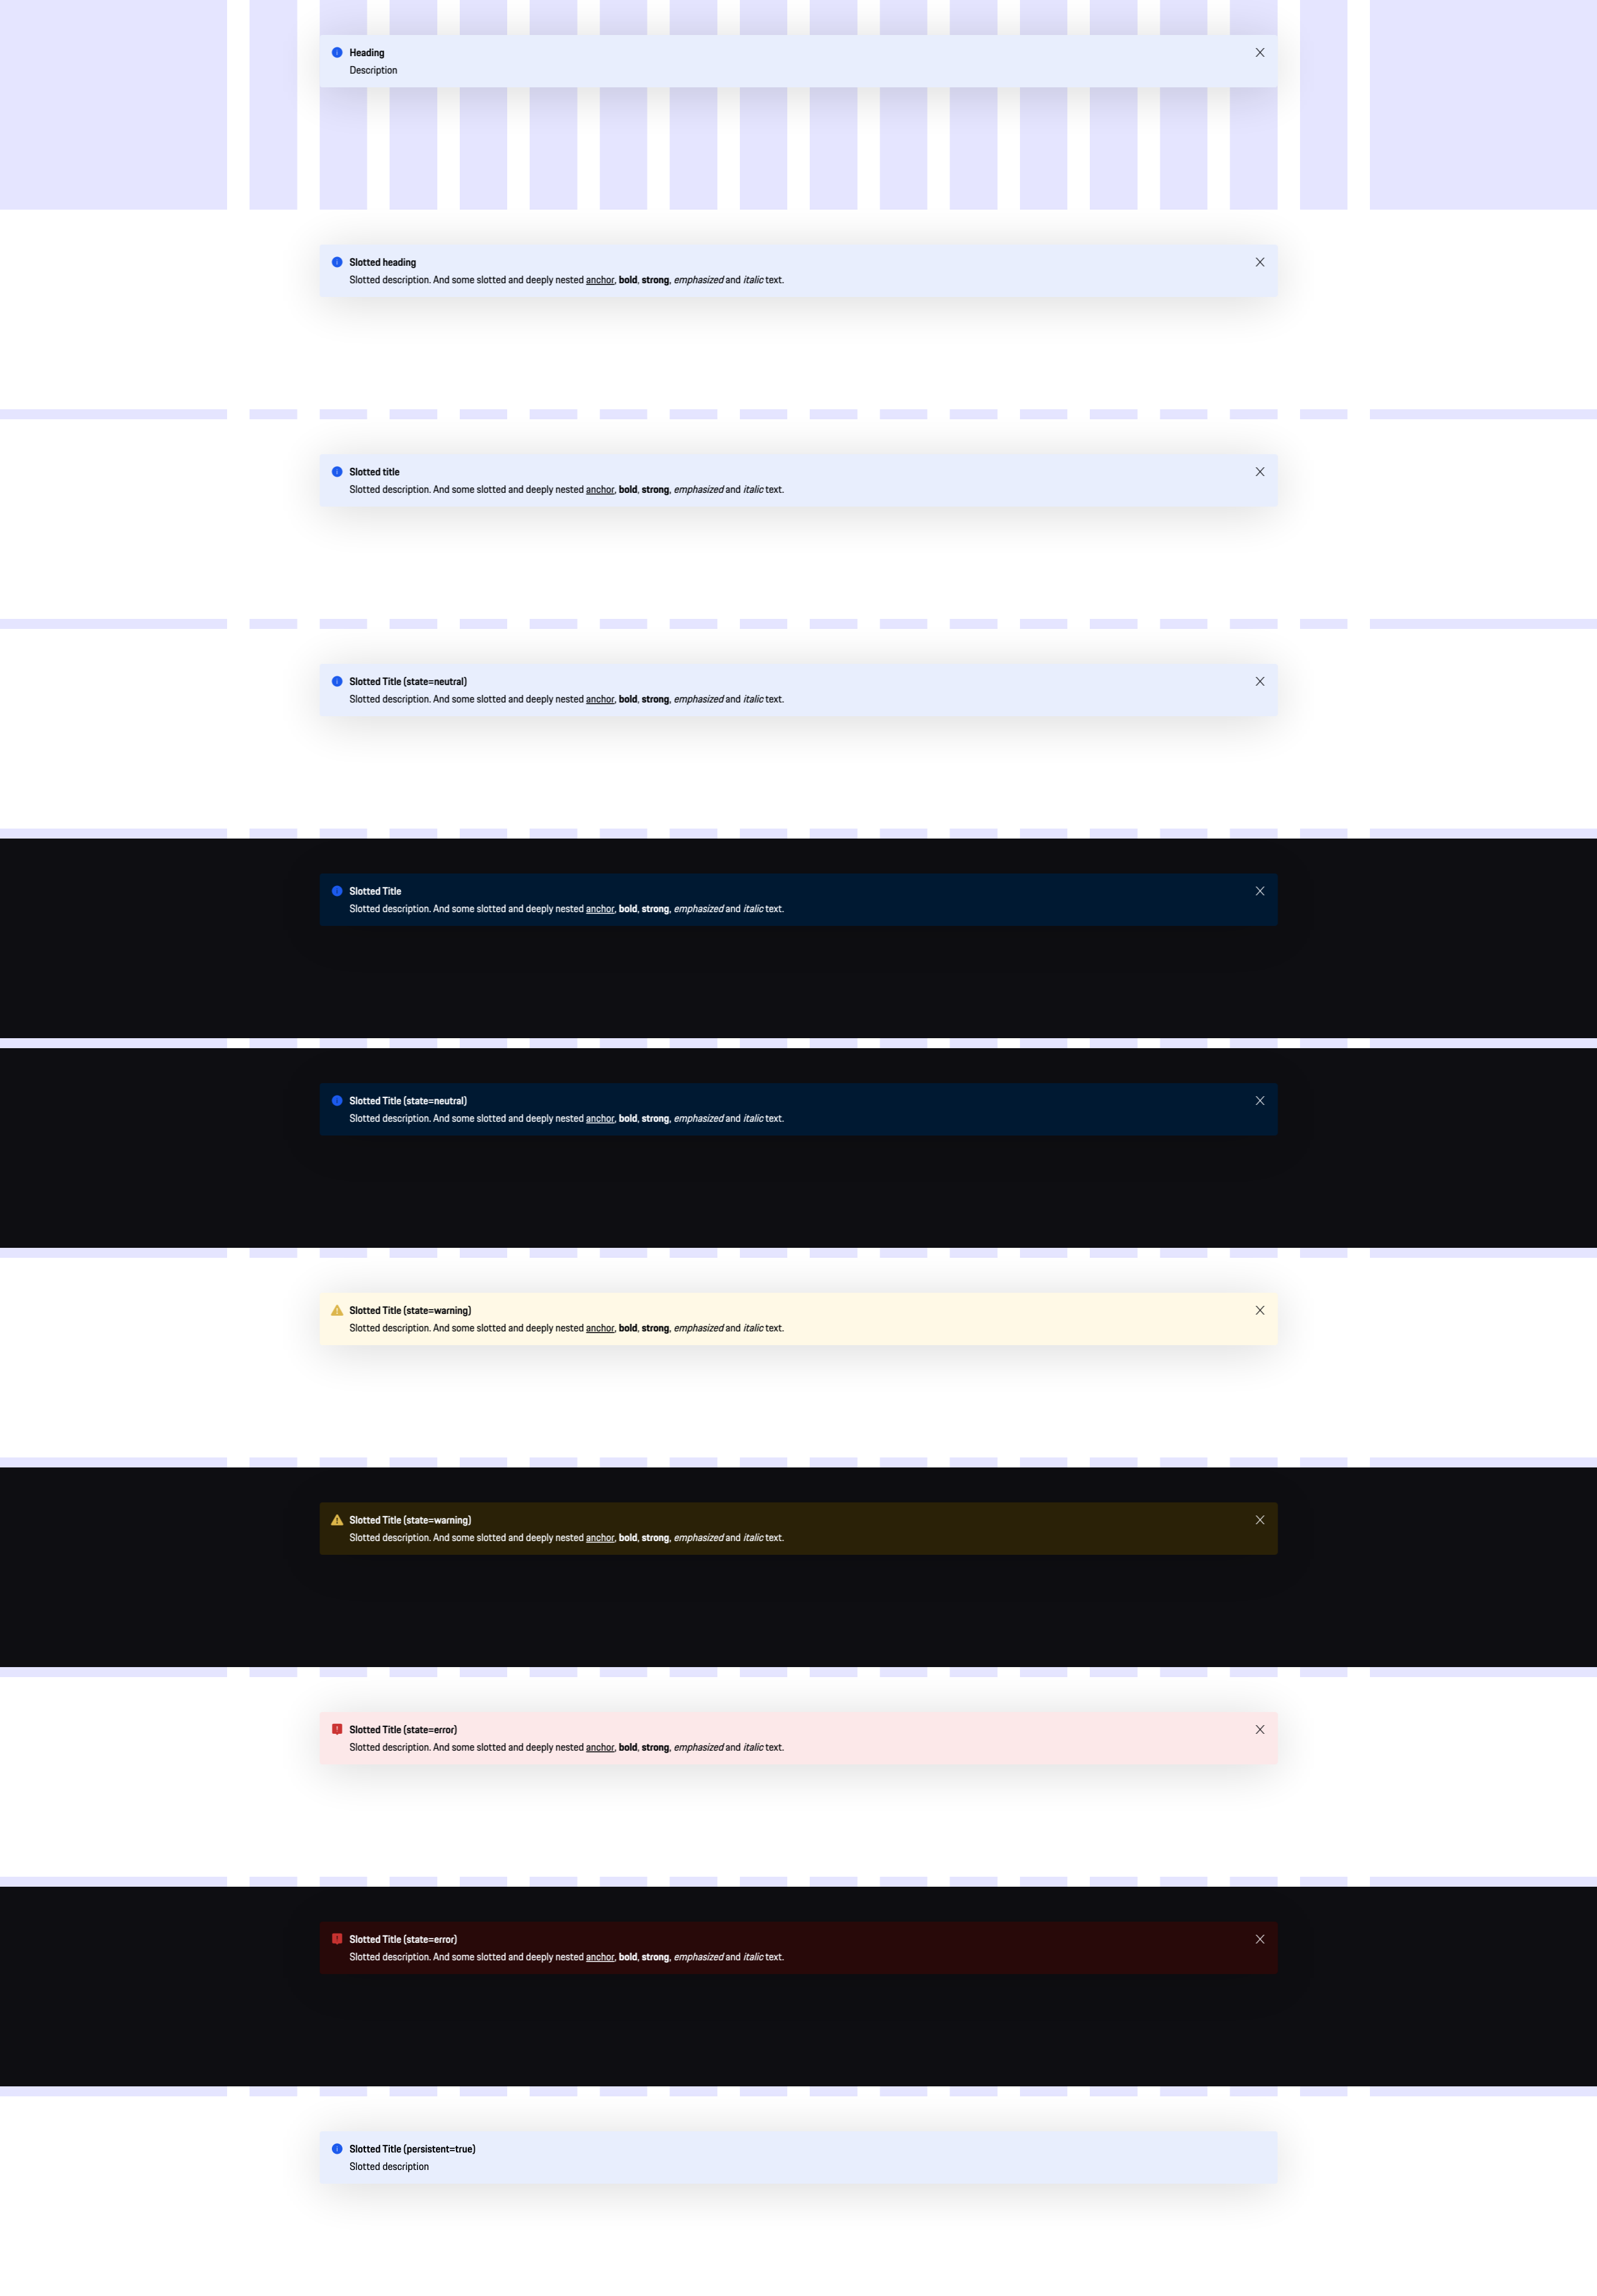 Heading
Description
Slotted heading
Slotted description. And some slotted and deeply nested anchor, bold, strong, emphasized and italic text.
Slotted title
Slotted description. And some slotted and deeply nested anchor, bold, strong, emphasized and italic text.
Slotted Title (state=neutral)
Slotted description. And some slotted and deeply nested anchor, bold, strong, emphasized and italic text.
Slotted Title
Slotted description. And some slotted and deeply nested anchor, bold, strong, emphasized and italic text.
Slotted Title (state=neutral)
Slotted description. And some slotted and deeply nested anchor, bold, strong, emphasized and italic text.
Slotted Title (state=warning)
Slotted description. And some slotted and deeply nested anchor, bold, strong, emphasized and italic text.
Slotted Title (state=warning)
Slotted description. And some slotted and deeply nested anchor, bold, strong, emphasized and italic text.
Slotted Title (state=error)
Slotted description. And some slotted and deeply nested anchor, bold, strong, emphasized and italic text.
Slotted Title (state=error)
Slotted description. And some slotted and deeply nested anchor, bold, strong, emphasized and italic text.
Slotted Title (persistent=true)
Slotted description